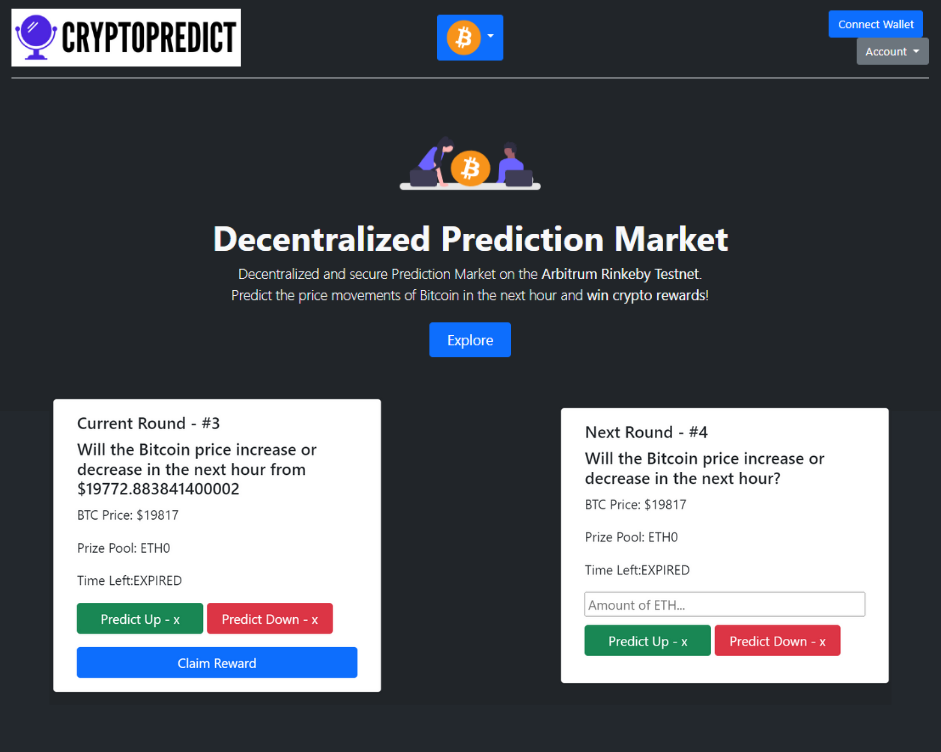 CRYPTOPREDICT
Connect Wallet
Account
Decentralized Prediction Market
Decentralized and secure Prediction Market on the Arbitrum Rinkeby Testnet.
Predict the price movements of Bitcoin in the next hour and win crypto rewards!
Explore
Current Round - #3
Will the Bitcoin price increase or
decrease in the next hour from
$19772.883841400002
BTC Price: $19817
Prize Pool: ETH0
Time Left:EXPIRED
Predict Up - x
Predict Down - x
Claim Reward
Next Round - #4
Will the Bitcoin price increase or
decrease in the next hour?
BTC Price: $19817
Prize Pool: ETH0
Time Left:EXPIRED
Amount of ETH...
Predict Up - x
Predict Down - x